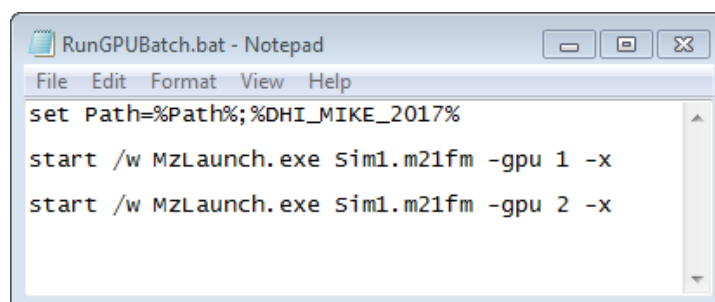 RunGPUBatch.bat - Notepad
File Edit Format View Help
set Path=%Path%;%DHI_MIKE_2017%
start /w MzLaunch.exe Sim1.m21fm -gpu 1 -x
start /w MzLaunch.exe Sim1.m21fm -gpu 2 -x